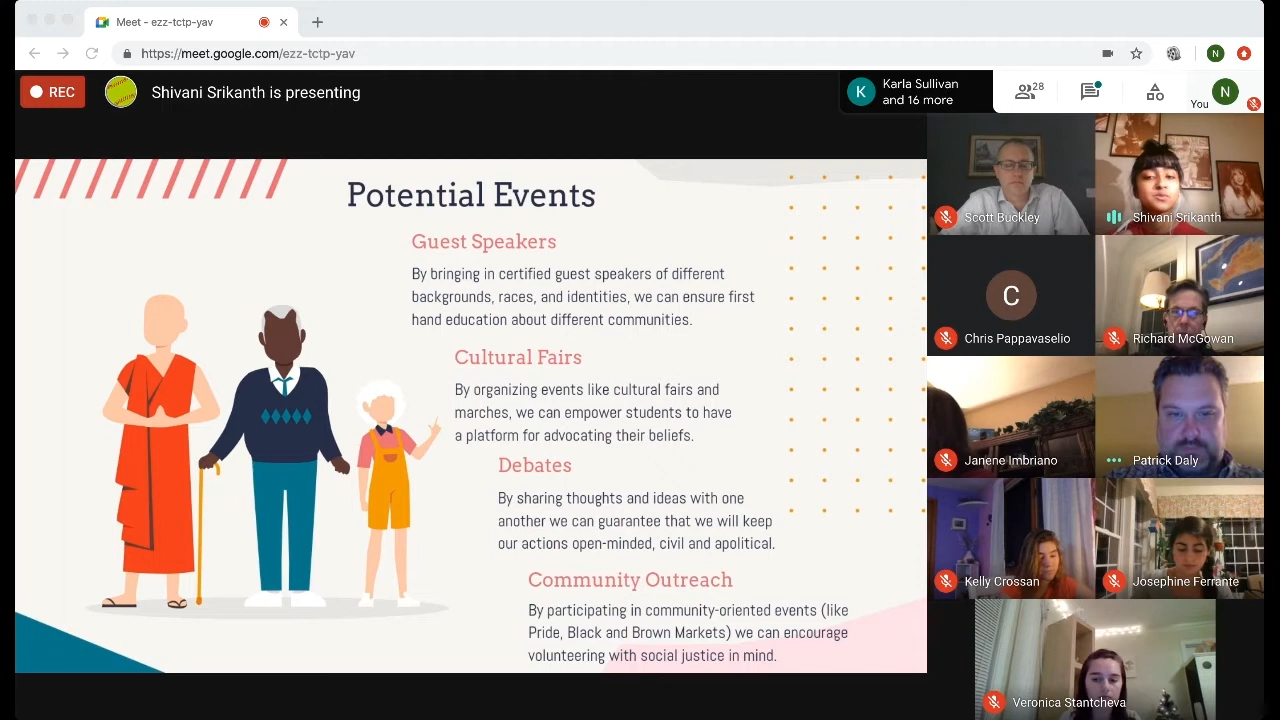 Meet - ezz-tctp-yav
https://meet.google.com/ezz-tctp-yav
N
REC
Shivani Srikanth is presenting
K
Karla Sullivan
and 16 more
28
You
N
Potential Events
Guest Speakers
By bringing in certified guest speakers of different
backgrounds, races, and identities, we can ensure first
hand education about different communities.
Cultural Fairs
By organizing events like cultural fairs and
marches, we can empower students to have
a platform for advocating their beliefs.
Debates
By sharing thoughts and ideas with one
another we can guarantee that we will keep
our actions open-minded, civil and apolitical.
Community Outreach
By participating in community-oriented events (like
Pride, Black and Brown Markets) we can encourage
volunteering with social justice in mind.
Scott Buckley
Shivani Srikanth
C
Chris Pappavaselio
Richard McGowan
Janene Imbriano
Patrick Daly
Kelly Crossan
Josephine Ferrante
Veronica Stantcheva